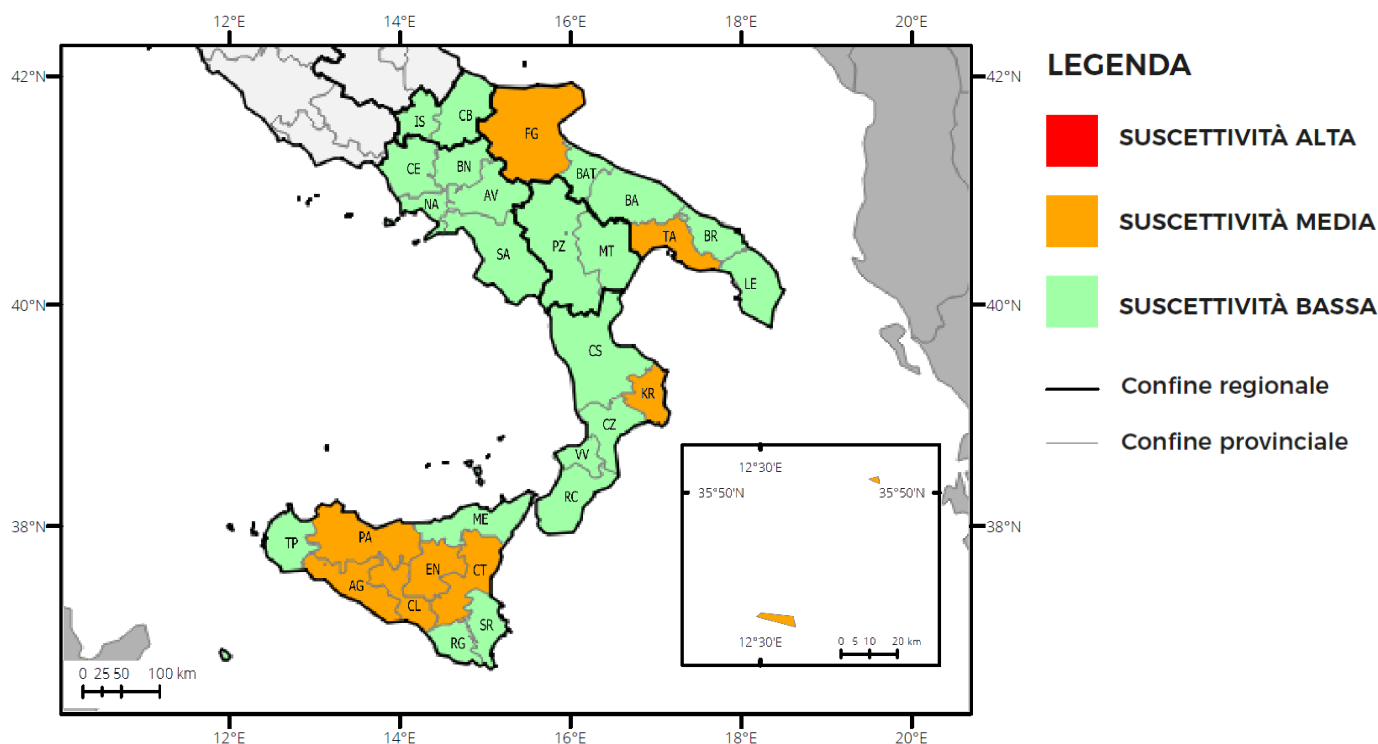 12°E 14°E 16°E 18°E 20°E
42°N 42°N
LEGENDA
SUSCETTIVITÀ ALTA
SUSCETTIVITÀ MEDIA
SUSCETTIVITÀ BASSA
Confine regionale
Confine provinciale
IS
CB
FG
CE
BN
BAT
NA
AV
BA
SA
PZ
MT
TA
BR
LE
40°N 40°N
CS
KR
CZ
VV
RC
38°N 38°N
ME
TP
PA
EN
CT
AG
CL
SR
RG
12°30'E
35°50'N 35°50'N
12°30'E
0 5 10 20 km
0 25 50 100 km
12°E 14°E 16°E 18°E 20°E